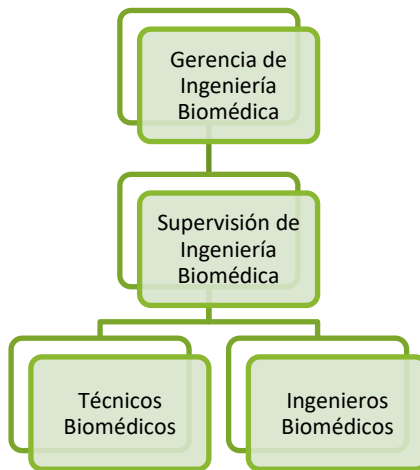 Gerencia de
Ingeniería
Biomédica
Supervisión de
Ingeniería
Biomédica
Técnicos
Biomédicos
Ingenieros
Biomédicos